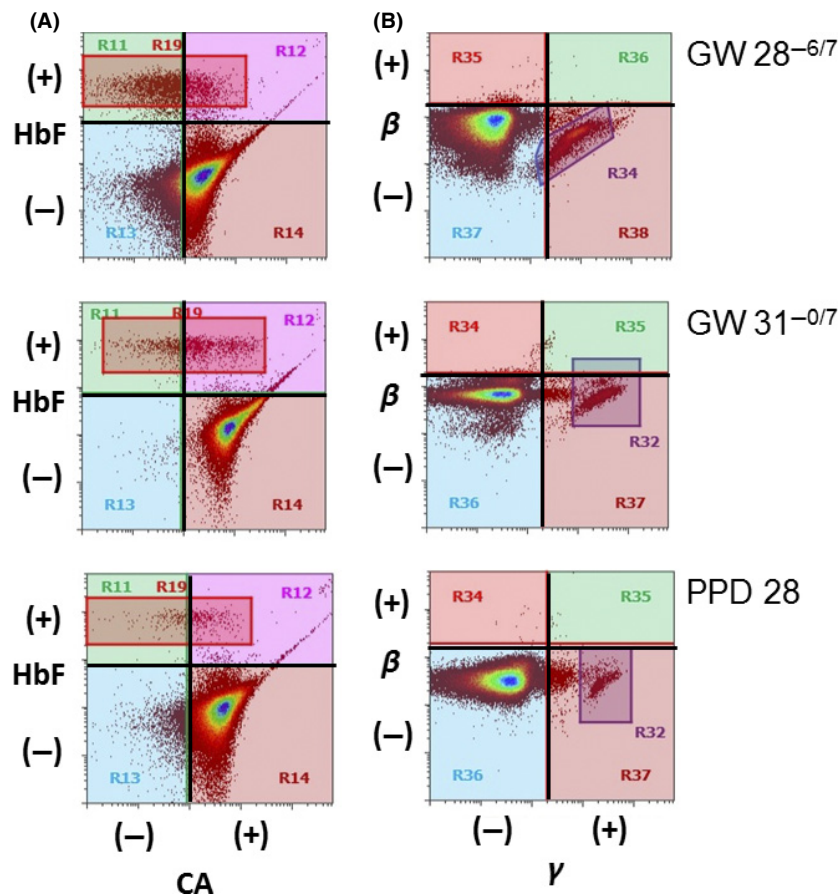 (A)
(B)
R11 R19 R12
R35 R36
GW 28⁻⁶/⁷
(+)
HbF
(−)
(+)
β
(−)
R34
R13 R14
R37 R38
R11 R19 R12
R34 R35
GW 31⁻⁰/⁷
(+)
HbF
(−)
(+)
β
(−)
R32
R13 R14
R36 R37
R11 R19 R12
R34 R35
PPD 28
(+)
HbF
(−)
(+)
β
(−)
R32
R13 R14
R36 R37
(−) (+)
(−) (+)
CA
γ